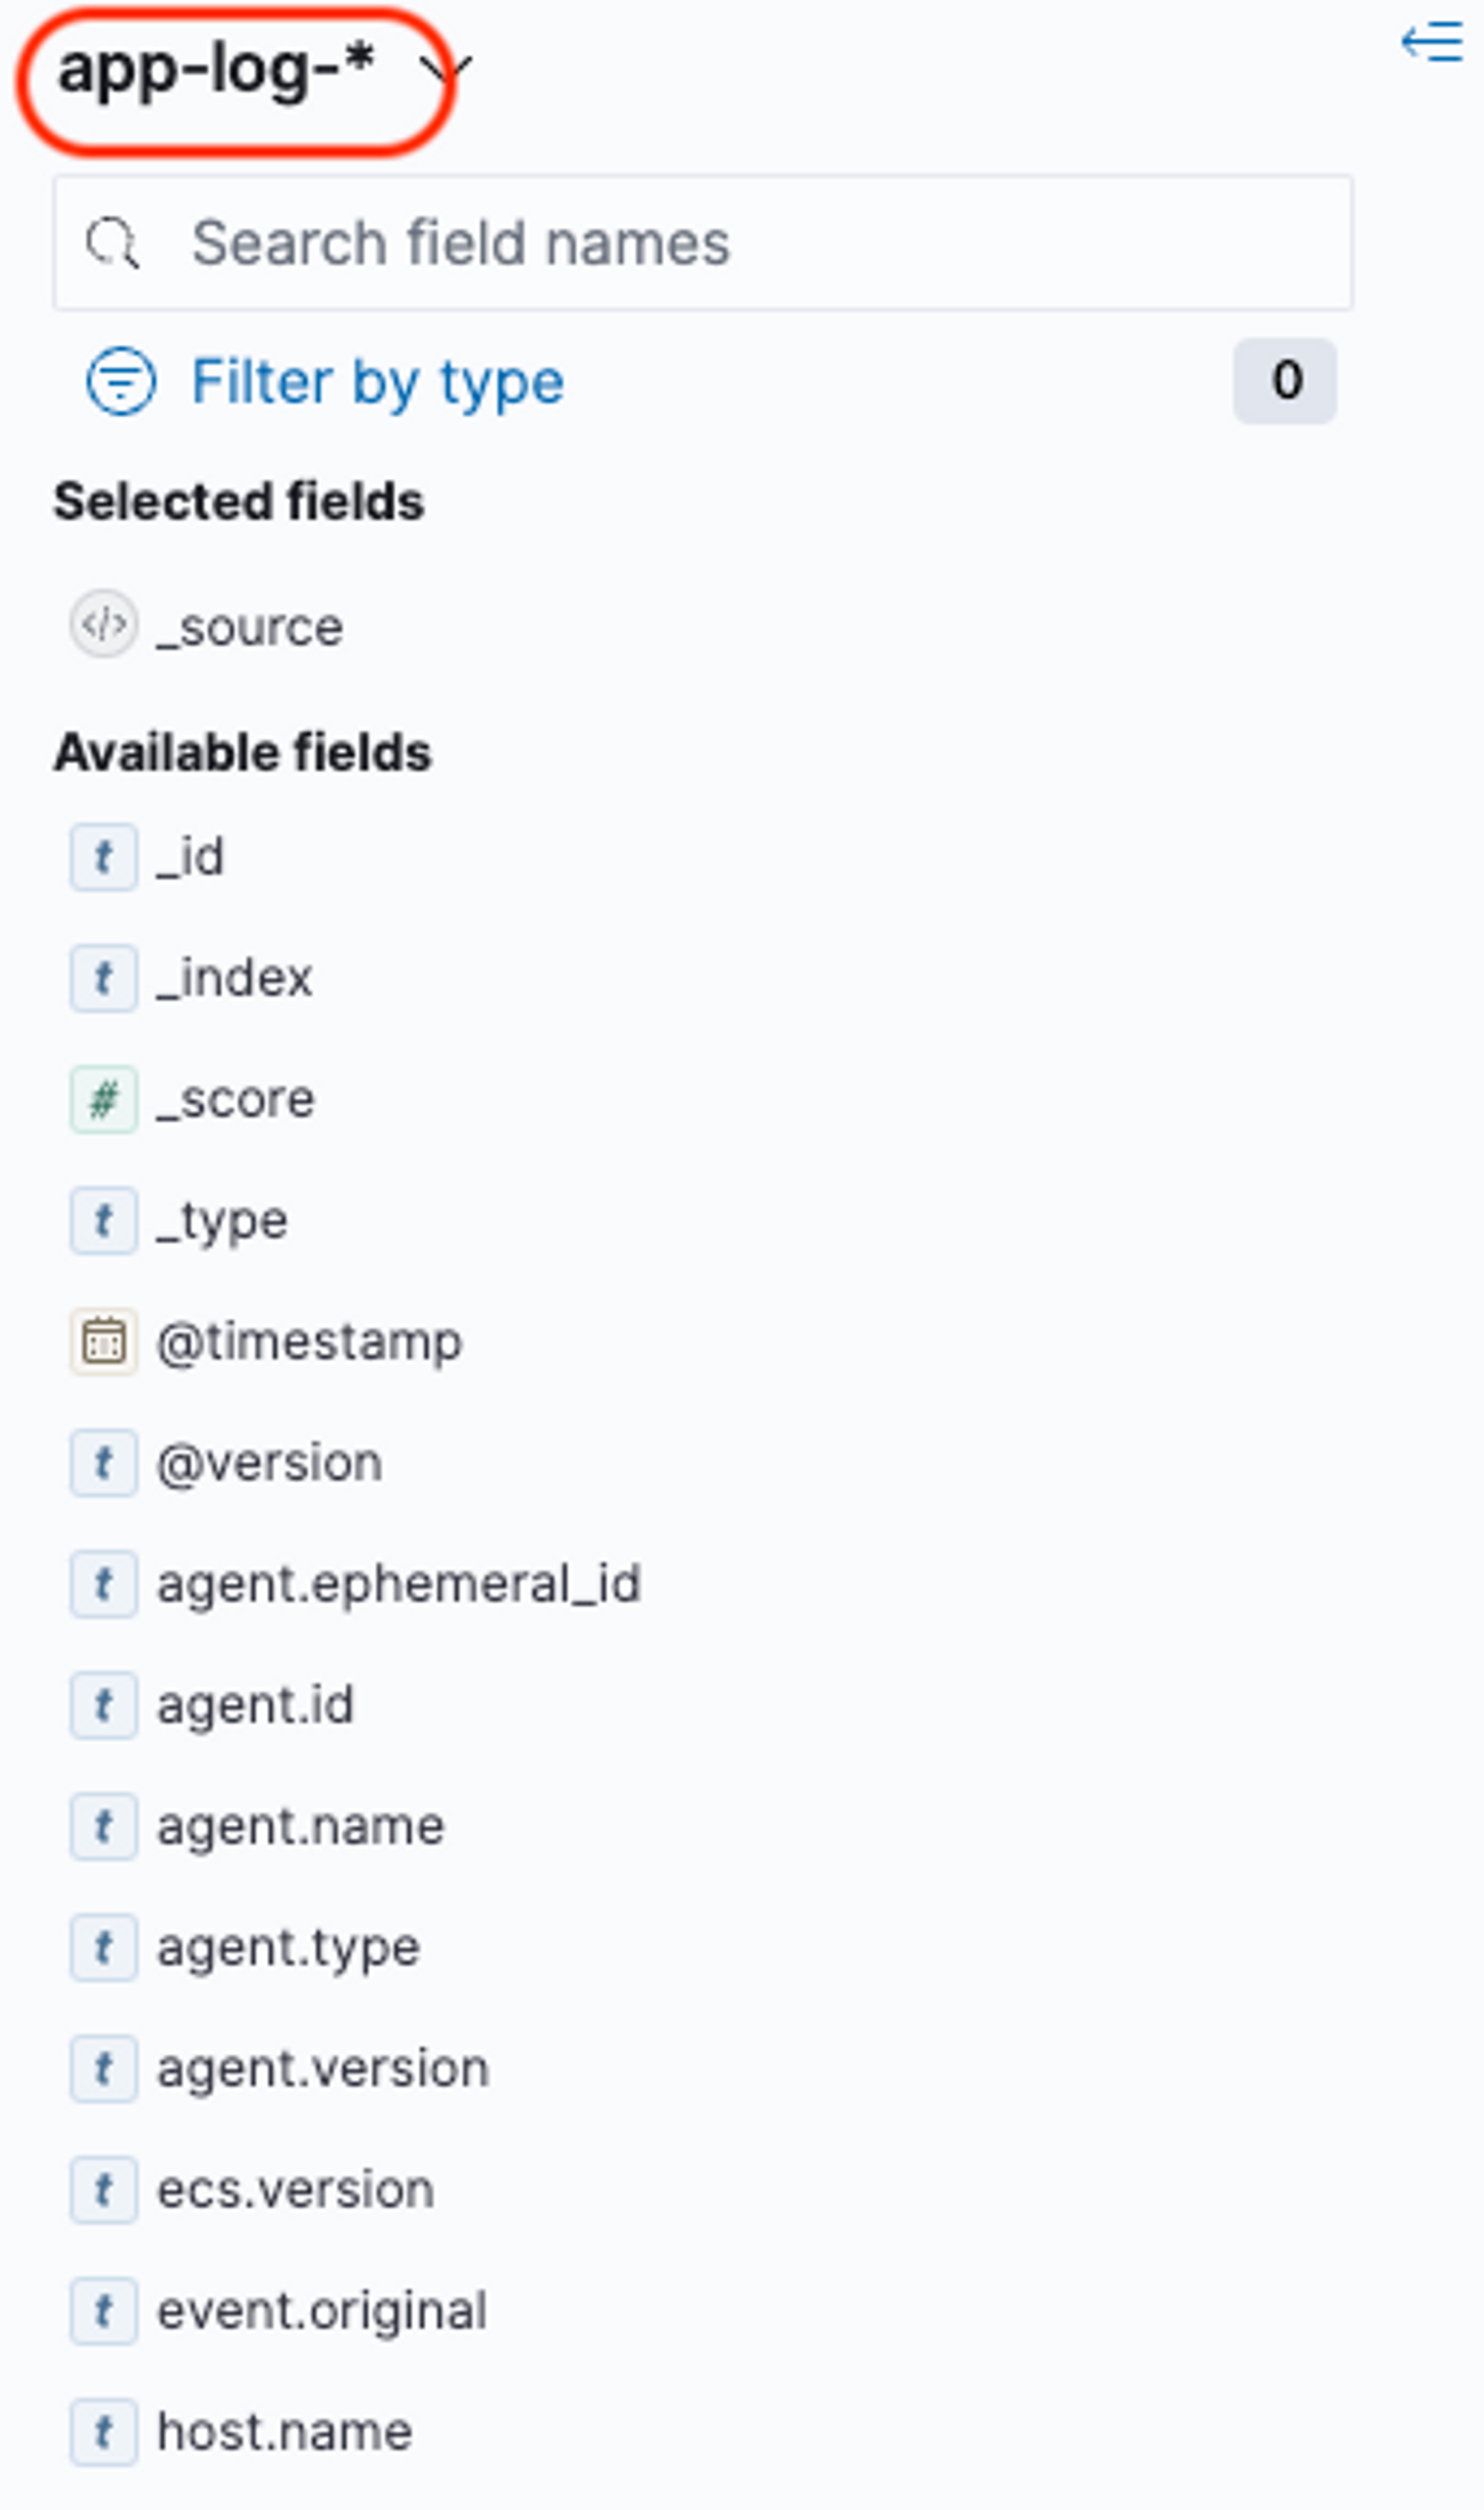 app-log-*
Search field names
Filter by type 0
Selected fields
</> _source
Available fields
t _id
t _index
# _score
t _type
@timestamp
t @version
t agent.ephemeral_id
t agent.id
t agent.name
t agent.type
t agent.version
t ecs.version
t event.original
t host.name